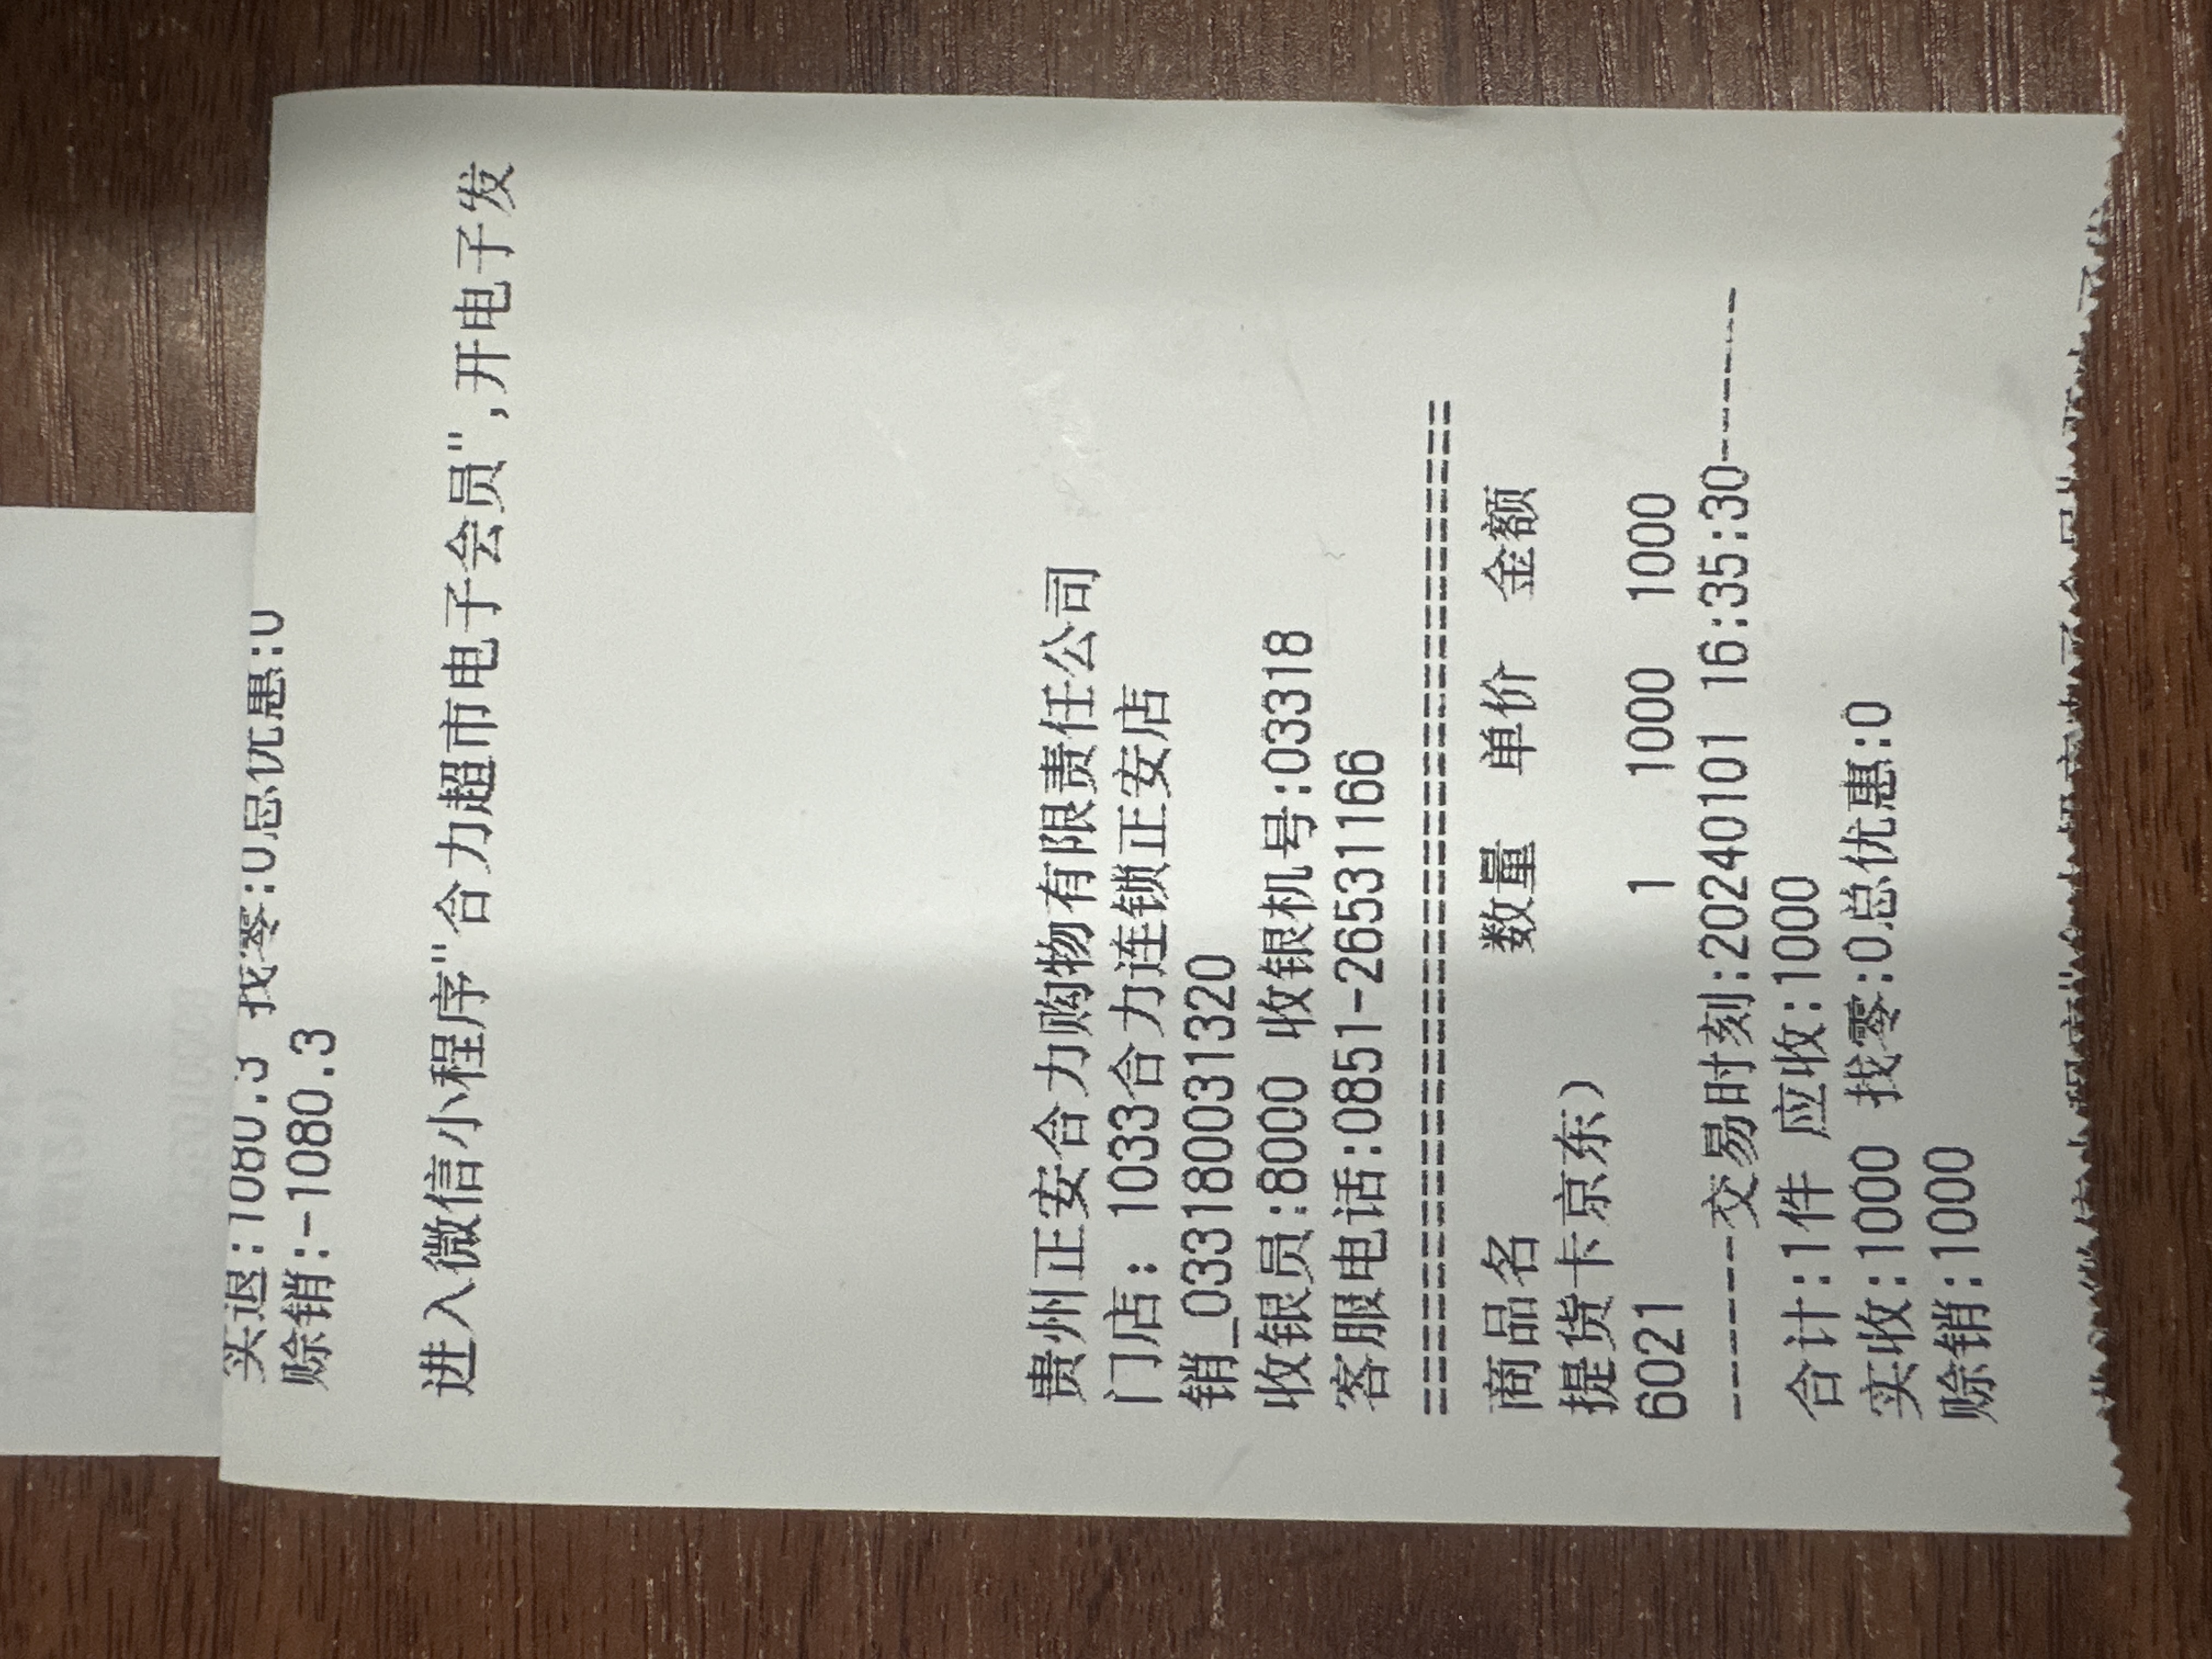 实退:1080.3 找零:0总优惠:0
赊销:-1080.3
进入微信小程序"合力超市电子会员",开电子发
贵州正安合力购物有限责任公司
门店: 1033合力连锁正安店
销_033180031320
收银员:8000 收银机号:03318
客服电话:0851-26531166
==========================================
商品名 数量 单价 金额
提货卡京东)
6021 1 1000 1000
-------交易时刻:20240101 16:35:30-------
合计:1件 应收:1000
实收:1000 找零:0总优惠:0
赊销:1000